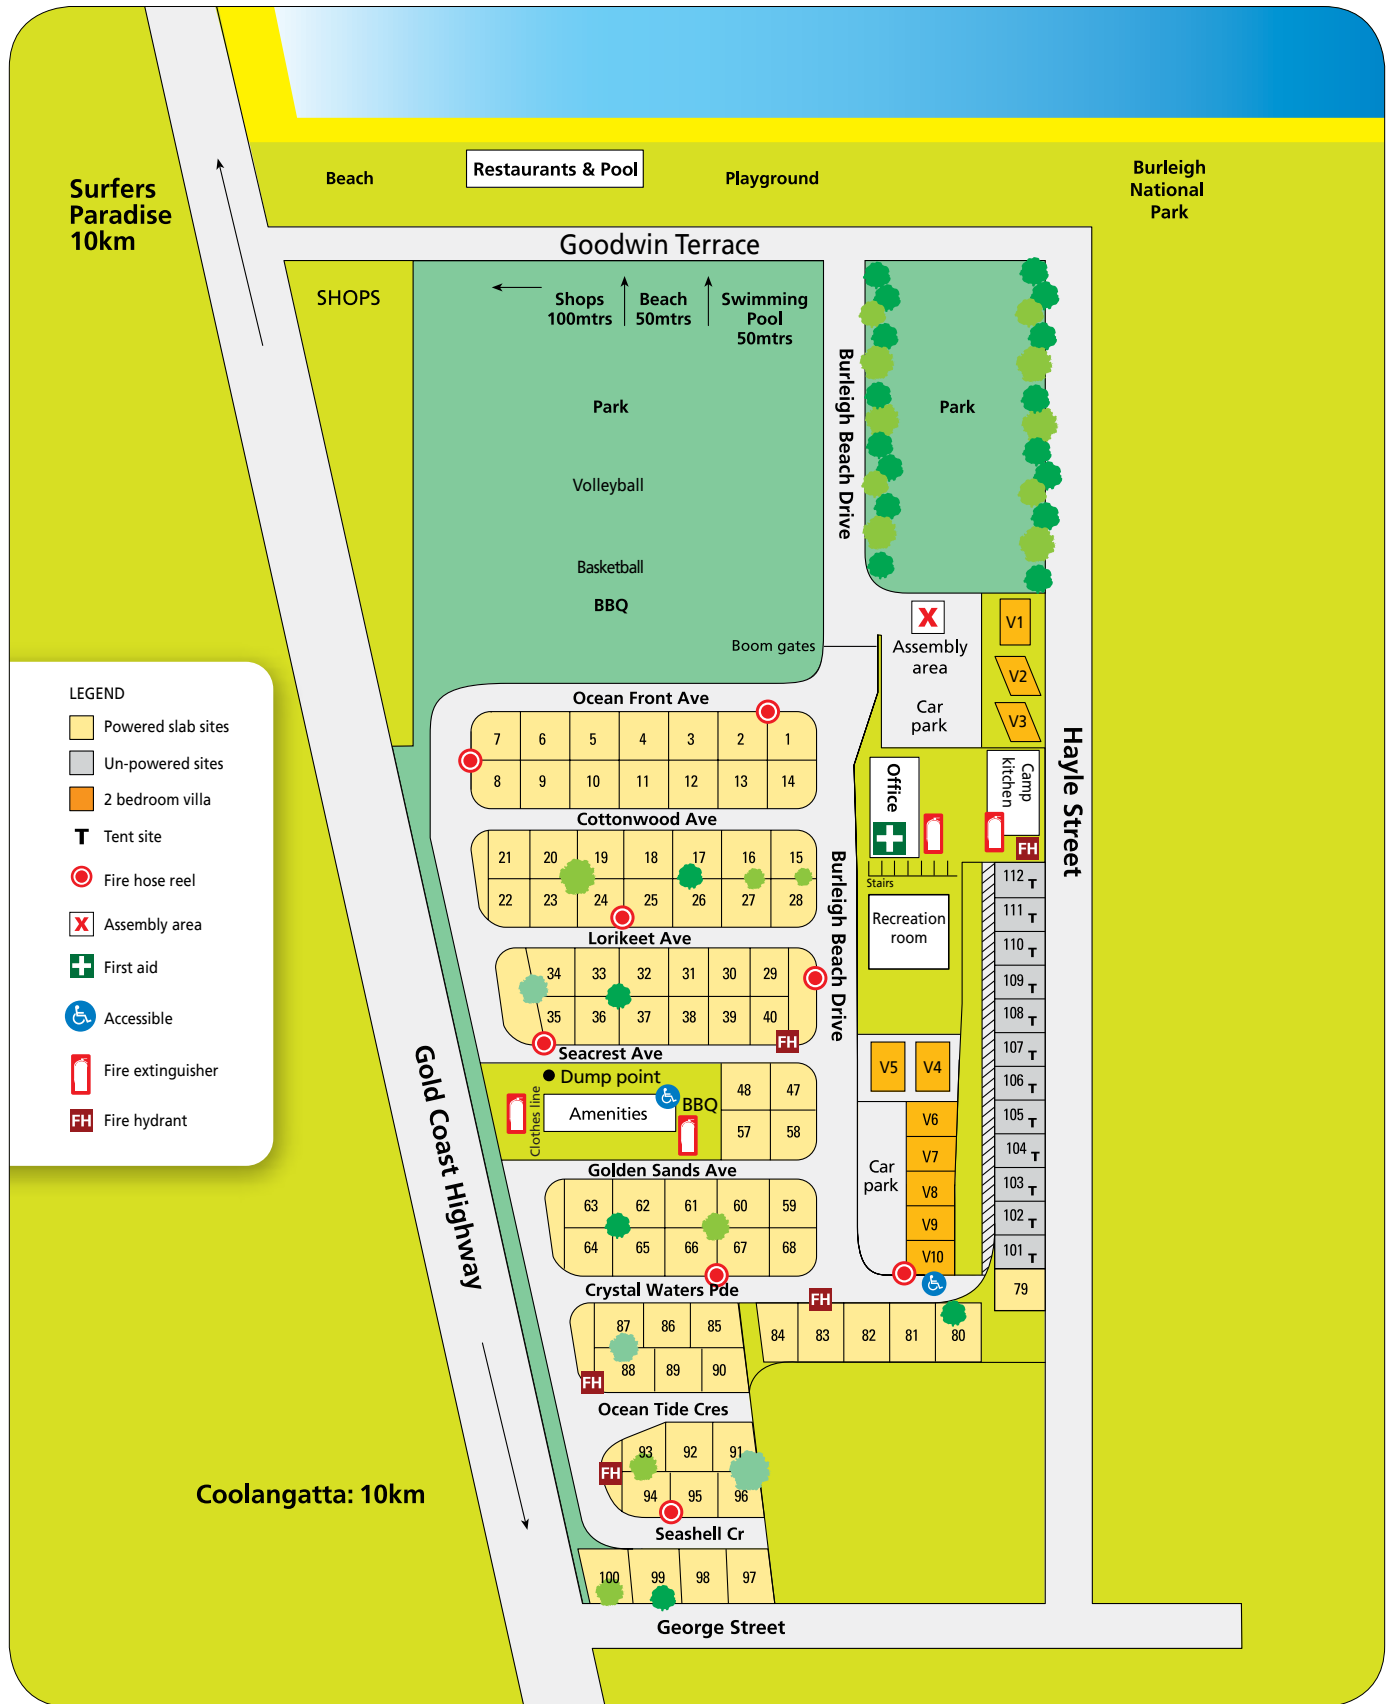 Surfers
Paradise
10km
Beach
Restaurants & Pool
Playground
Burleigh
National
Park
Goodwin Terrace
SHOPS
Shops
100mtrs
Beach
50mtrs
Swimming
Pool
50mtrs
Park
Volleyball
Basketball
BBQ
Burleigh Beach Drive
Park
Boom gates
X
Assembly
area
Car
park
V1
V2
V3
Hayle Street
LEGEND
Powered slab sites
Un-powered sites
2 bedroom villa
T Tent site
Fire hose reel
X Assembly area
First aid
Accessible
Fire extinguisher
FH Fire hydrant
Ocean Front Ave
7 6 5 4 3 2 1
8 9 10 11 12 13 14
Cottonwood Ave
21 20 19 18 17 16 15
22 23 24 25 26 27 28
Lorikeet Ave
34 33 32 31 30 29
35 36 37 38 39 40
FH
Seacrest Ave
Dump point
Clothes line
Amenities
BBQ
48 47
57 58
Golden Sands Ave
63 62 61 60 59
64 65 66 67 68
Crystal Waters Pde
87 86 85
88 89 90
FH
Ocean Tide Cres
93 92 91
FH
94 95 96
Seashell Cr
100 99 98 97
George Street
Burleigh Beach Drive
Office
Camp
kitchen
FH
Stairs
Recreation
room
112 T
111 T
110 T
109 T
108 T
107 T
106 T
105 T
104 T
103 T
102 T
101 T
79
V5 V4
V6
V7
V8
V9
V10
Car
park
FH
84 83 82 81 80
Gold Coast Highway
Coolangatta: 10km